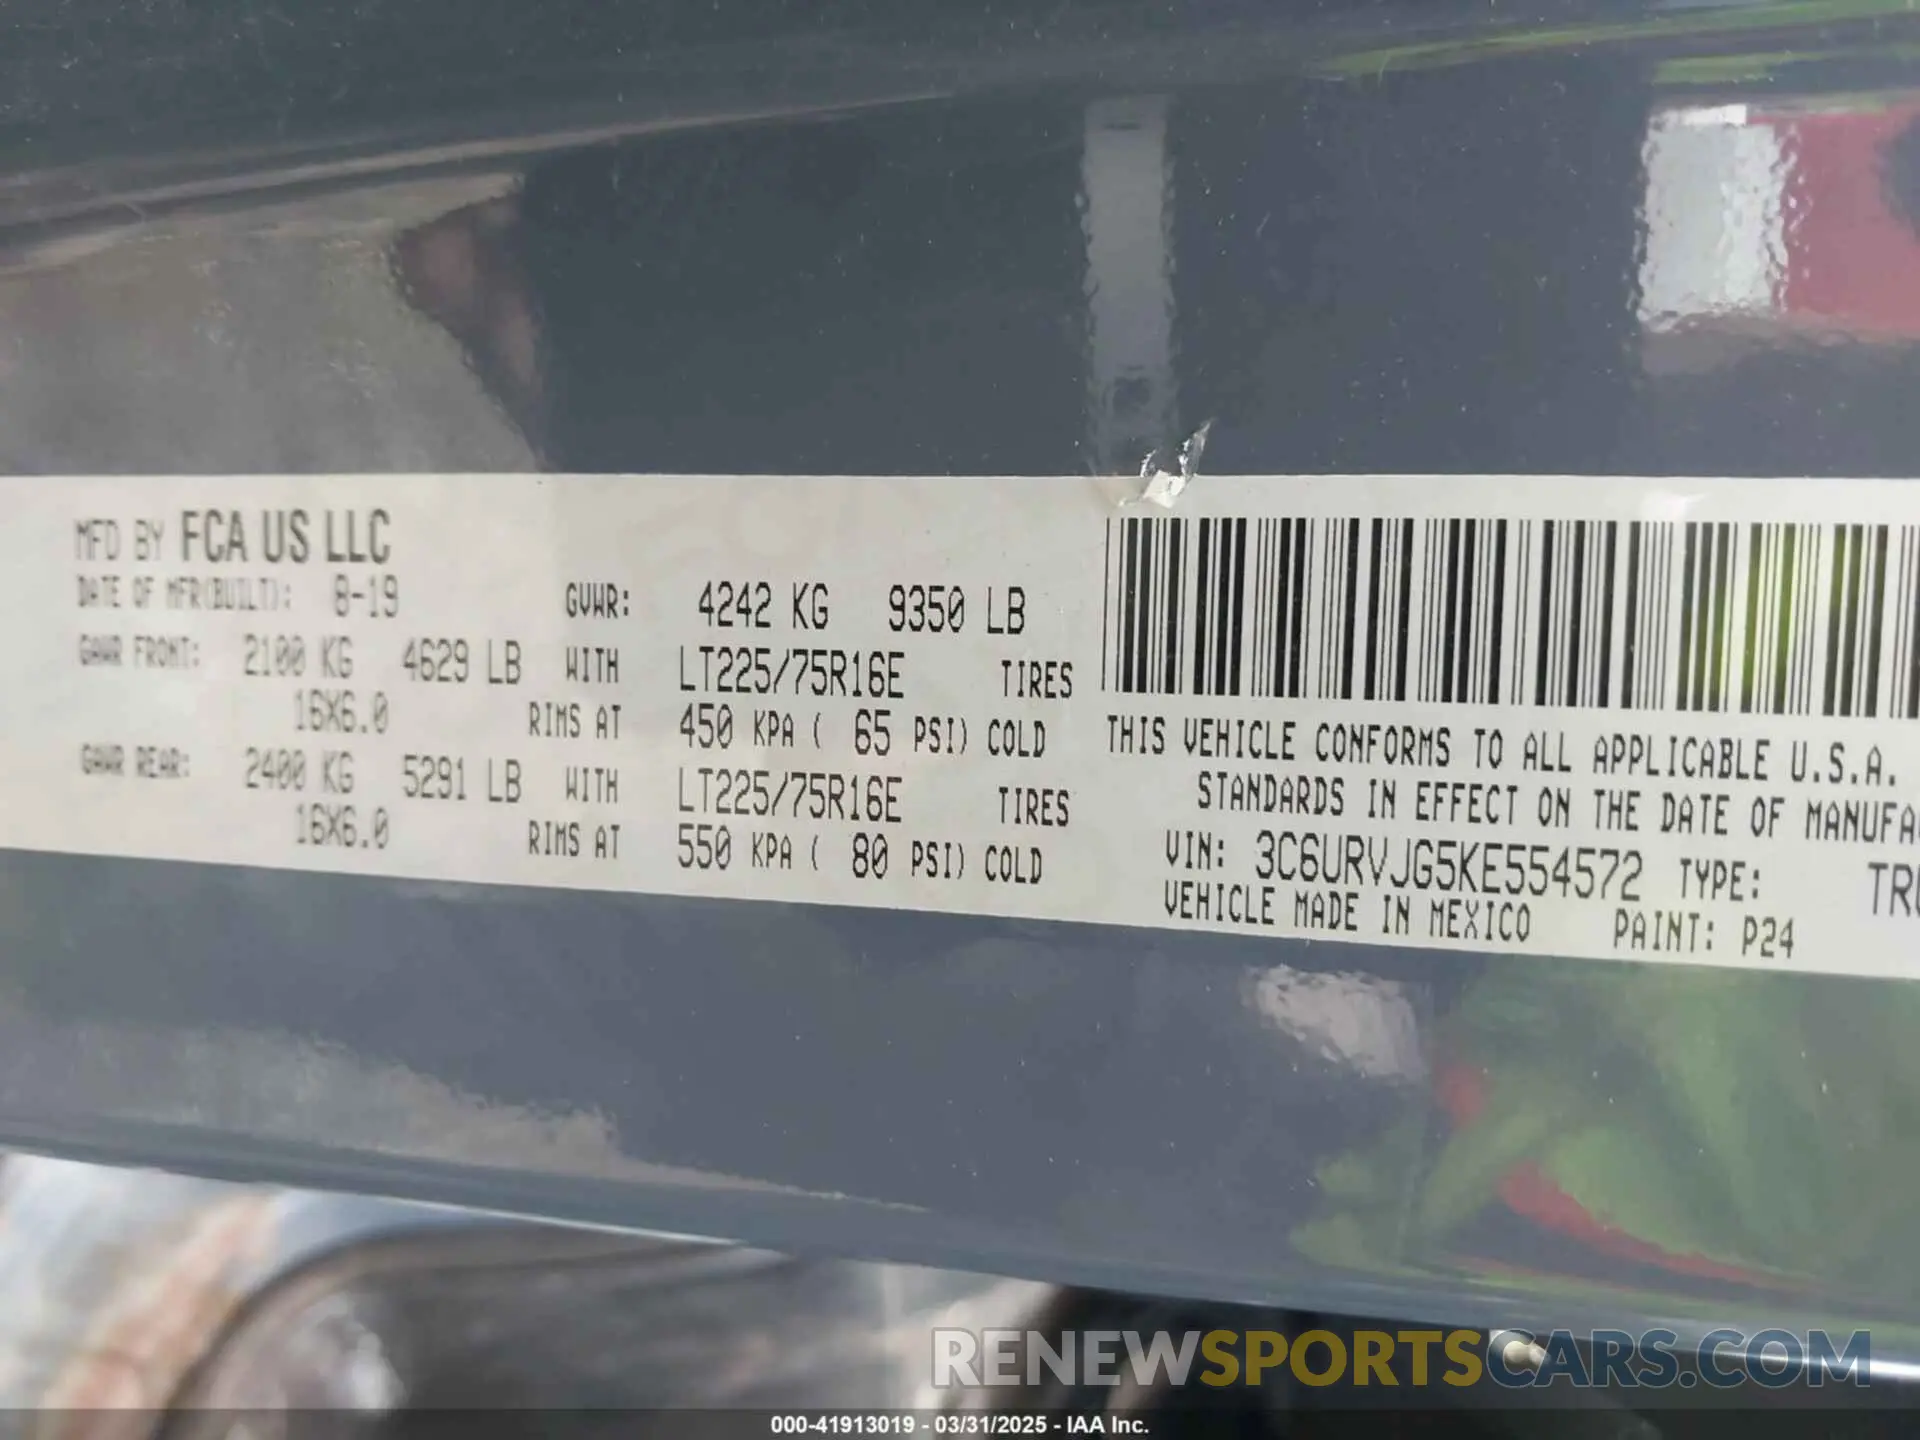 MFD BY FCA US LLC
DATE OF MFR(BUILT): 8-19 GVWR: 4242 KG 9350 LB
GAWR FRONT: 2100 KG 4629 LB WITH LT225/75R16E TIRES
16X6.0 RIMS AT 450 KPA ( 65 PSI) COLD
GAWR REAR: 2400 KG 5291 LB WITH LT225/75R16E TIRES
16X6.0 RIMS AT 550 KPA ( 80 PSI) COLD
THIS VEHICLE CONFORMS TO ALL APPLICABLE U.S.A.
STANDARDS IN EFFECT ON THE DATE OF MANUFA
VIN: 3C6URVJG5KE554572 TYPE: TRU
VEHICLE MADE IN MEXICO PAINT: P24
RENEWSPORTSCARS.COM
000-41913019 - 03/31/2025 - IAA Inc.